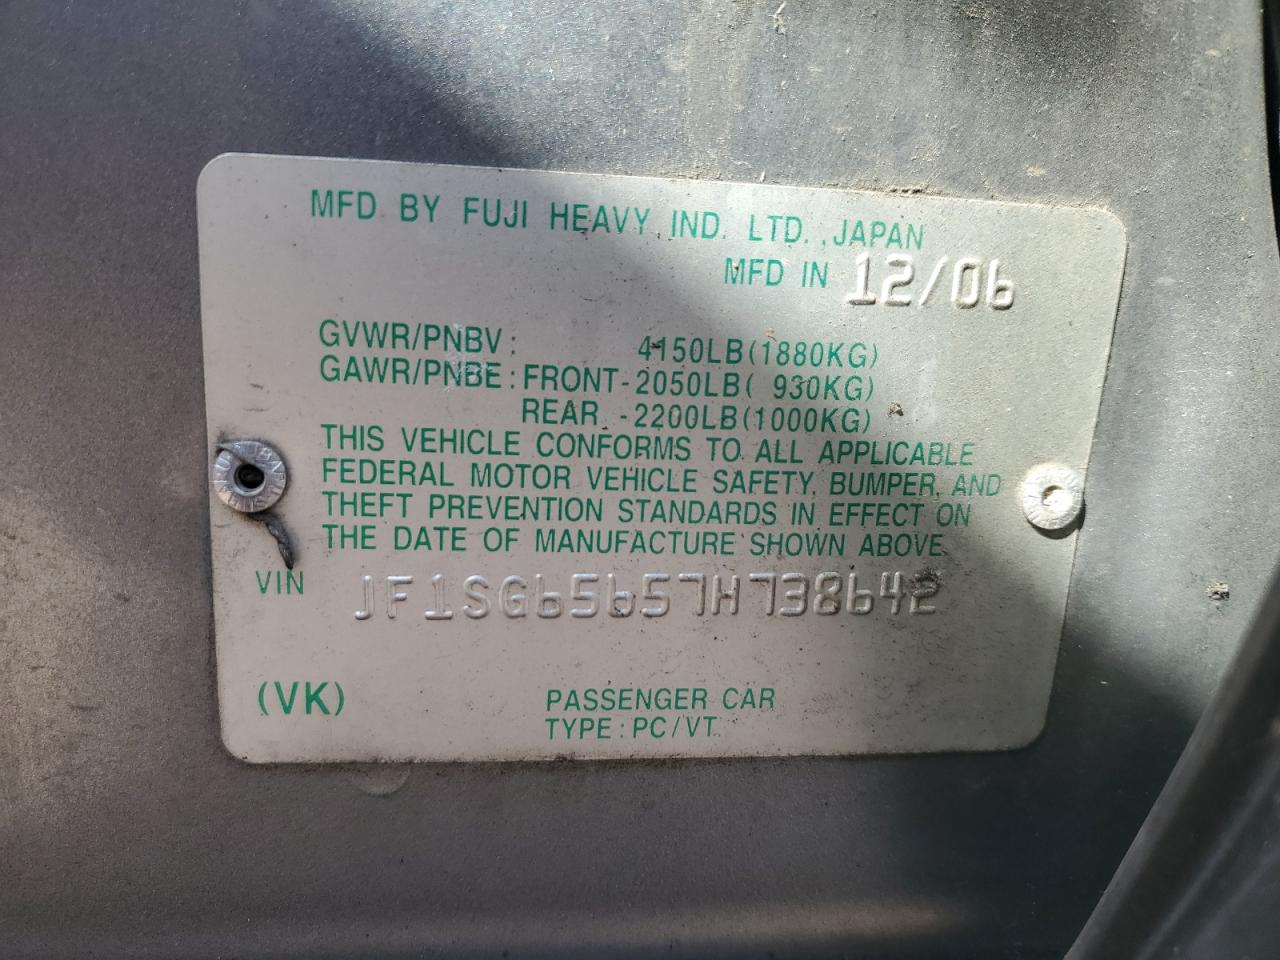 MFD BY FUJI HEAVY IND. LTD., JAPAN
MFD IN 12/06
GVWR/PNBV: 4150LB(1880KG)
GAWR/PNBE: FRONT-2050LB( 930KG)
REAR -2200LB(1000KG)
THIS VEHICLE CONFORMS TO ALL APPLICABLE
FEDERAL MOTOR VEHICLE SAFETY, BUMPER, AND
THEFT PREVENTION STANDARDS IN EFFECT ON
THE DATE OF MANUFACTURE SHOWN ABOVE.
VIN JF1SG65657H738642
(VK) PASSENGER CAR
TYPE: PC/VT